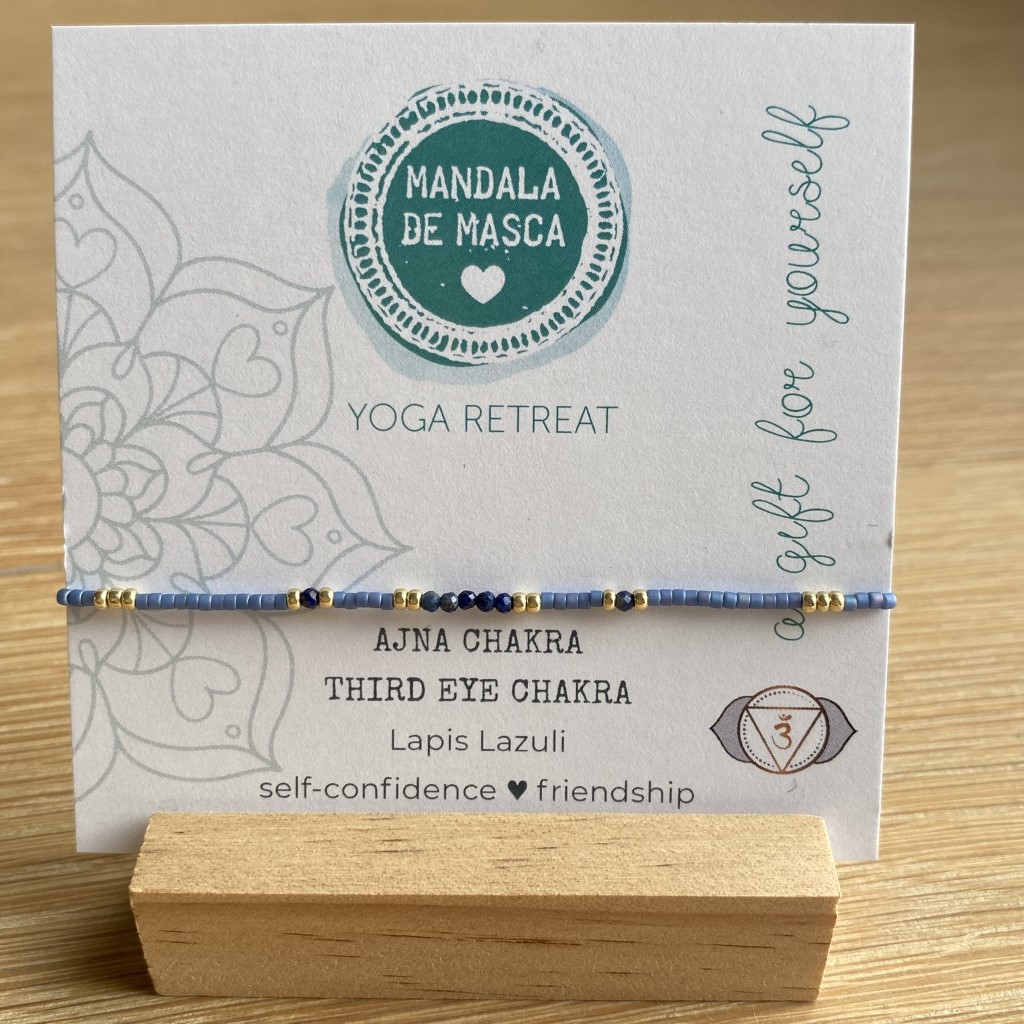 MANDALA
DE MASCA
YOGA RETREAT
a gift for yourself
AJNA CHAKRA
THIRD EYE CHAKRA
Lapis Lazuli
self-confidence ♥ friendship
ॐ